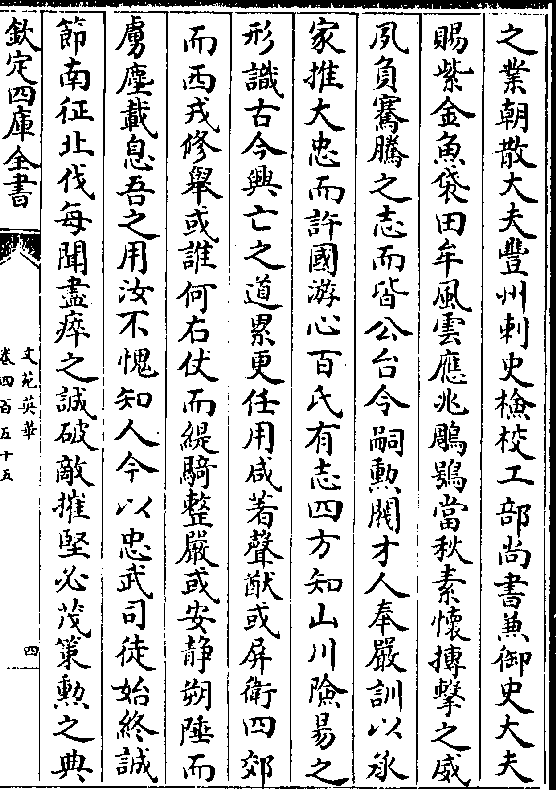 之業朝散大夫豐州刺史檢校工部尚書兼御史大夫
賜紫金魚袋田牟風雲應兆鵰鶚當秋素懷搏擊之威
夙負騫騰之志而皆公台令嗣勲閥才人奉嚴訓以承
家推大忠而許國游心百氏有志四方知山川險易之
形識古今興亡之道累更任用咸著聲猷或屏衛四郊
而西戎修舉或誰何右仗而緹騎整嚴或安静朔陲而
虜塵載息吾之用汝不愧知人今以忠武司徒始終誠
節南征北伐每聞盡瘁之誠破敵摧堅必茂策勲之典
欽定四庫全書
文苑英華
卷四百五十五
四